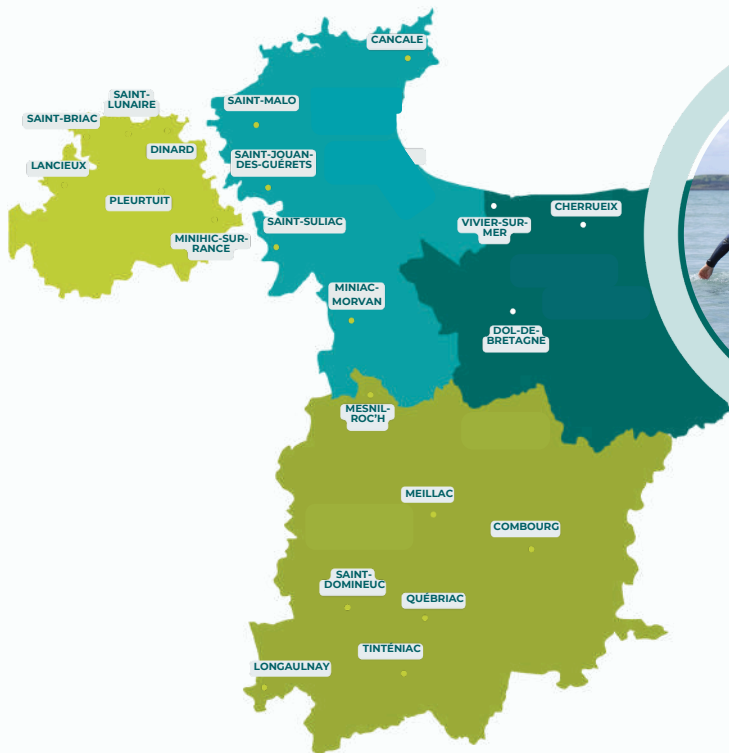 CANCALE
SAINT-
LUNAIRE
SAINT-MALO
SAINT-BRIAC
DINARD
SAINT-JOUAN-
DES-GUÉRETS
LANCIEUX
PLEURTUIT
CHERRUEIX
SAINT-SULIAC
VIVIER-SUR-
MER
MINIHIC-SUR-
RANCE
MINIAC-
MORVAN
DOL-DE-
BRETAGNE
MESNIL-
ROC'H
MEILLAC
COMBOURG
SAINT-
DOMINEUC
QUÉBRIAC
TINTÉNIAC
LONGAULNAY